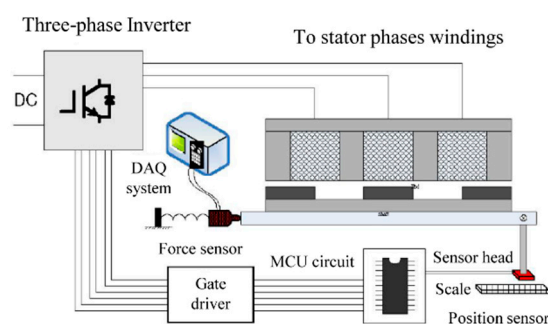 Three-phase Inverter
To stator phases windings
DC
DAQ
system
Force sensor
MCU circuit
Sensor head
Gate
driver
Scale
Position sensor